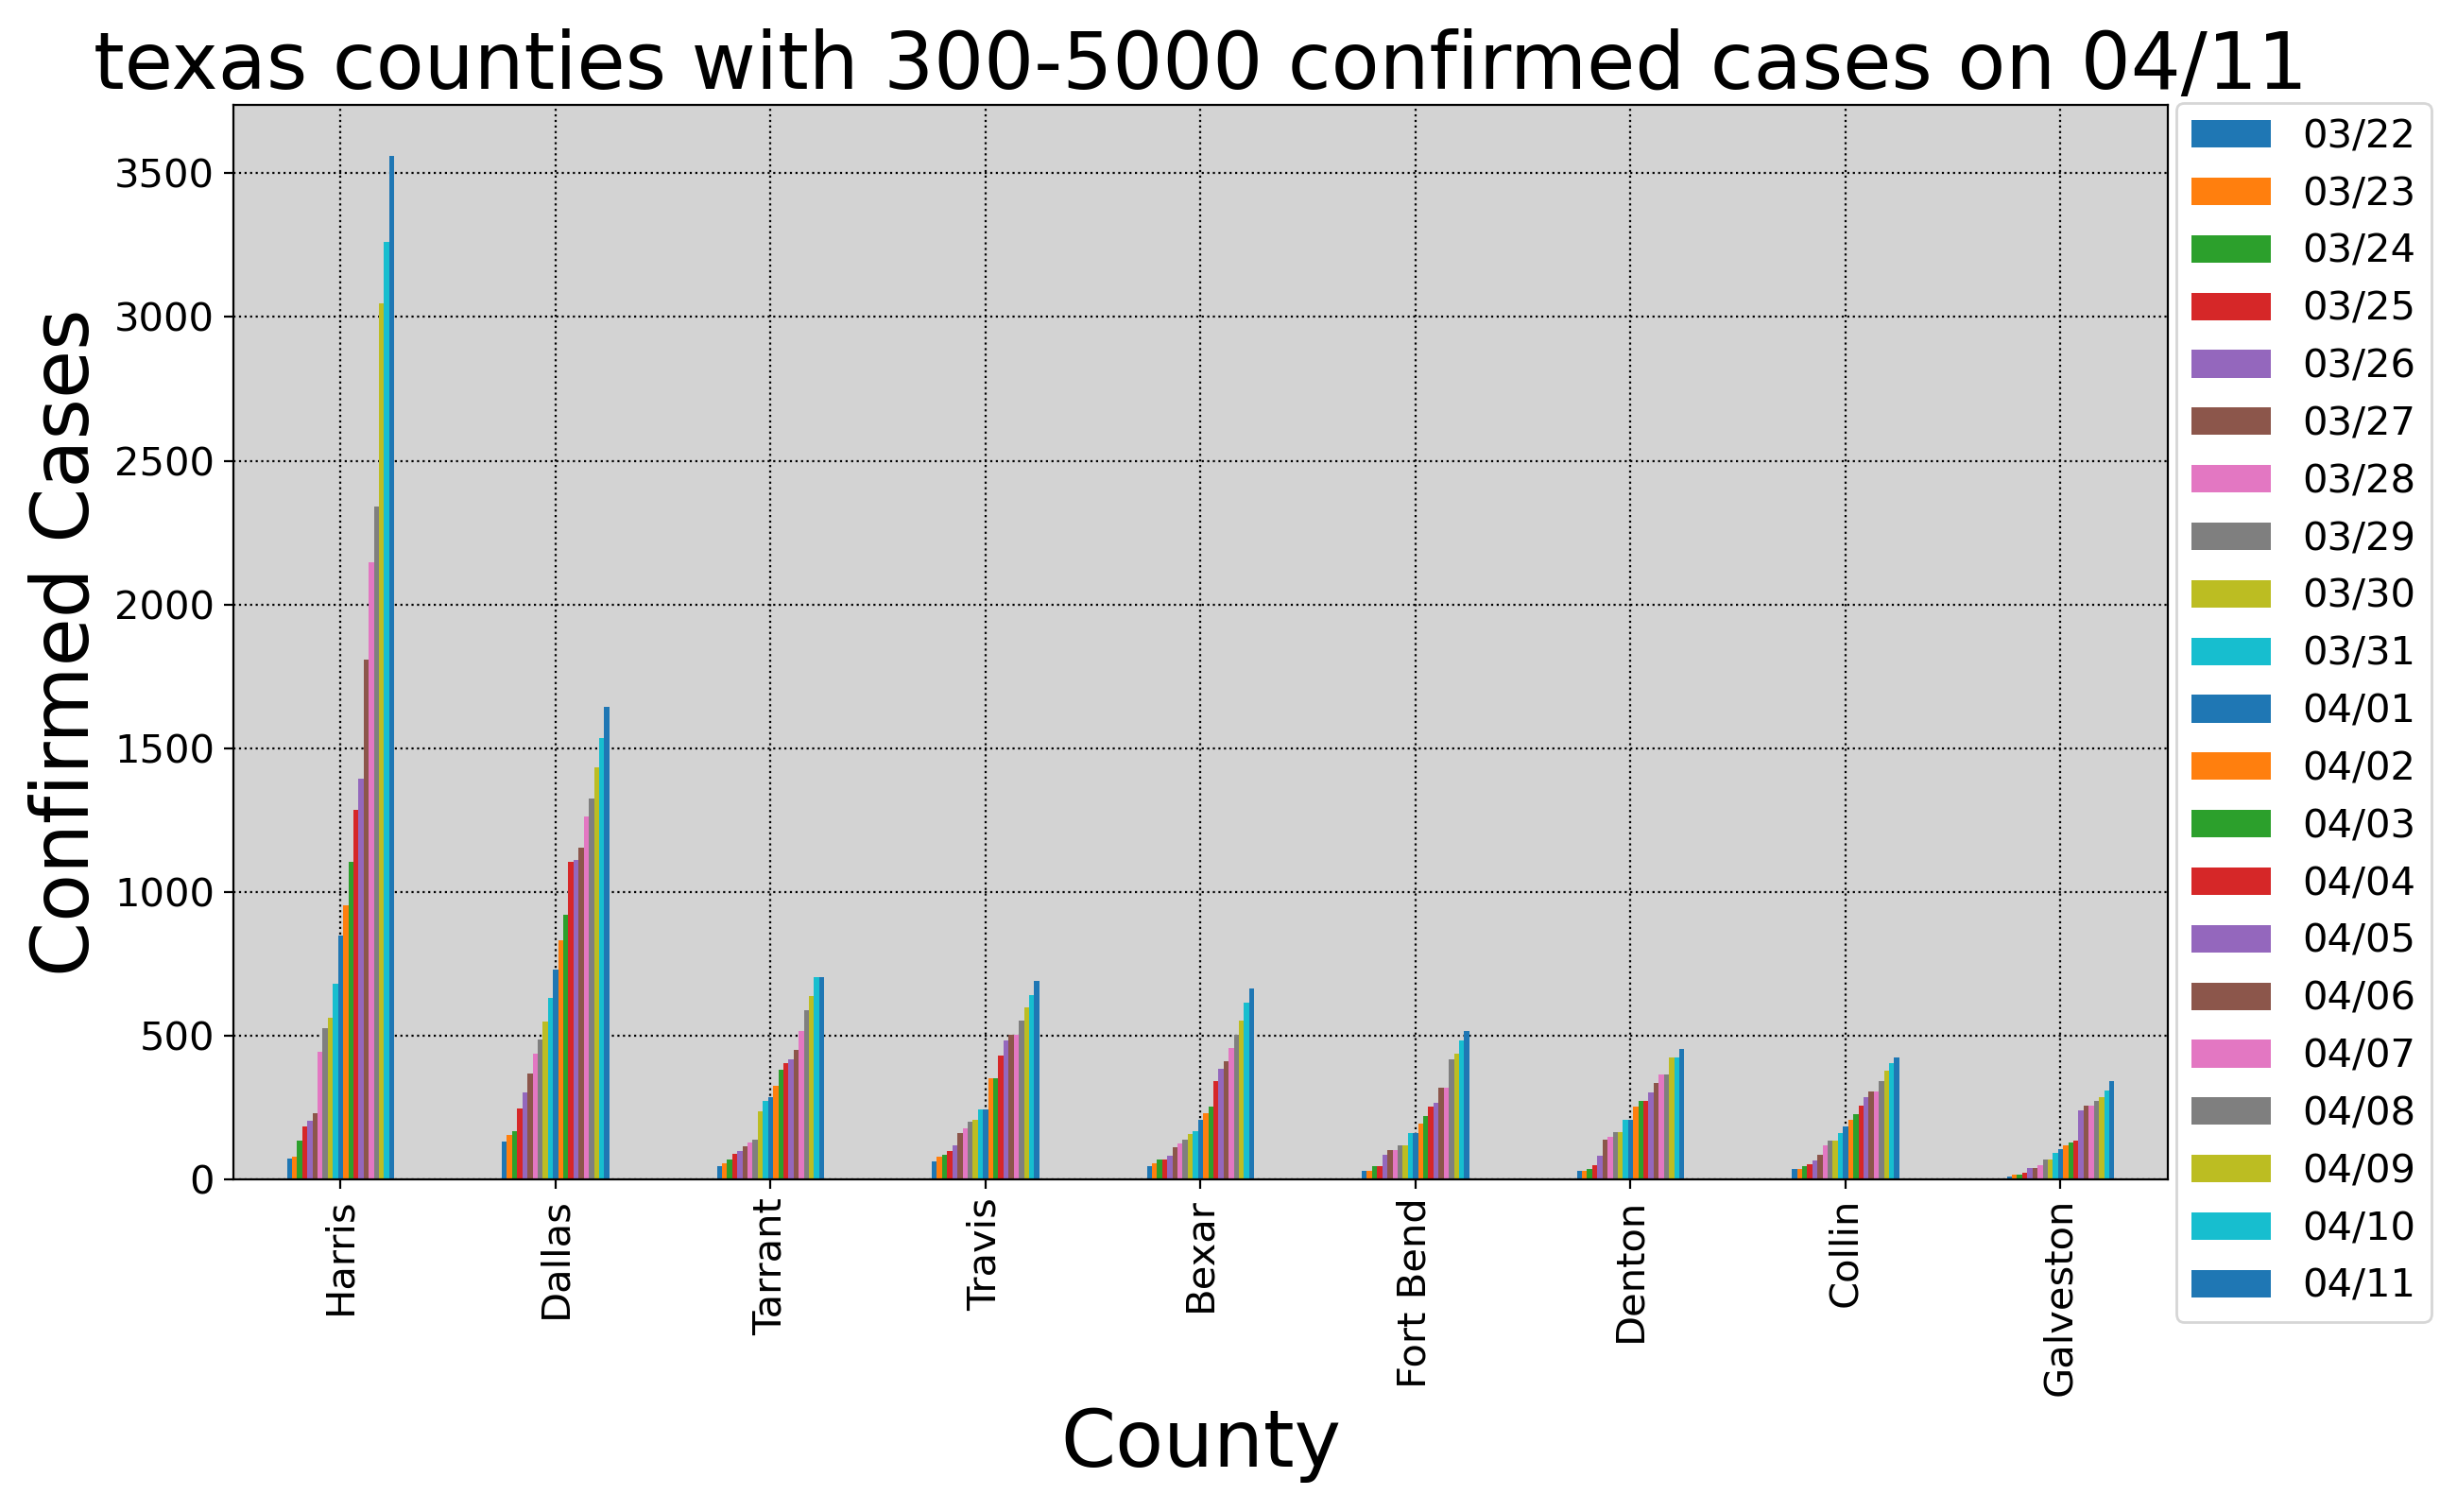 texas counties with 300-5000 confirmed cases on 04/11
Confirmed Cases
3500
3000
2500
2000
1500
1000
500
0
Harris
Dallas
Tarrant
Travis
Bexar
Fort Bend
Denton
Collin
Galveston
County
03/22
03/23
03/24
03/25
03/26
03/27
03/28
03/29
03/30
03/31
04/01
04/02
04/03
04/04
04/05
04/06
04/07
04/08
04/09
04/10
04/11